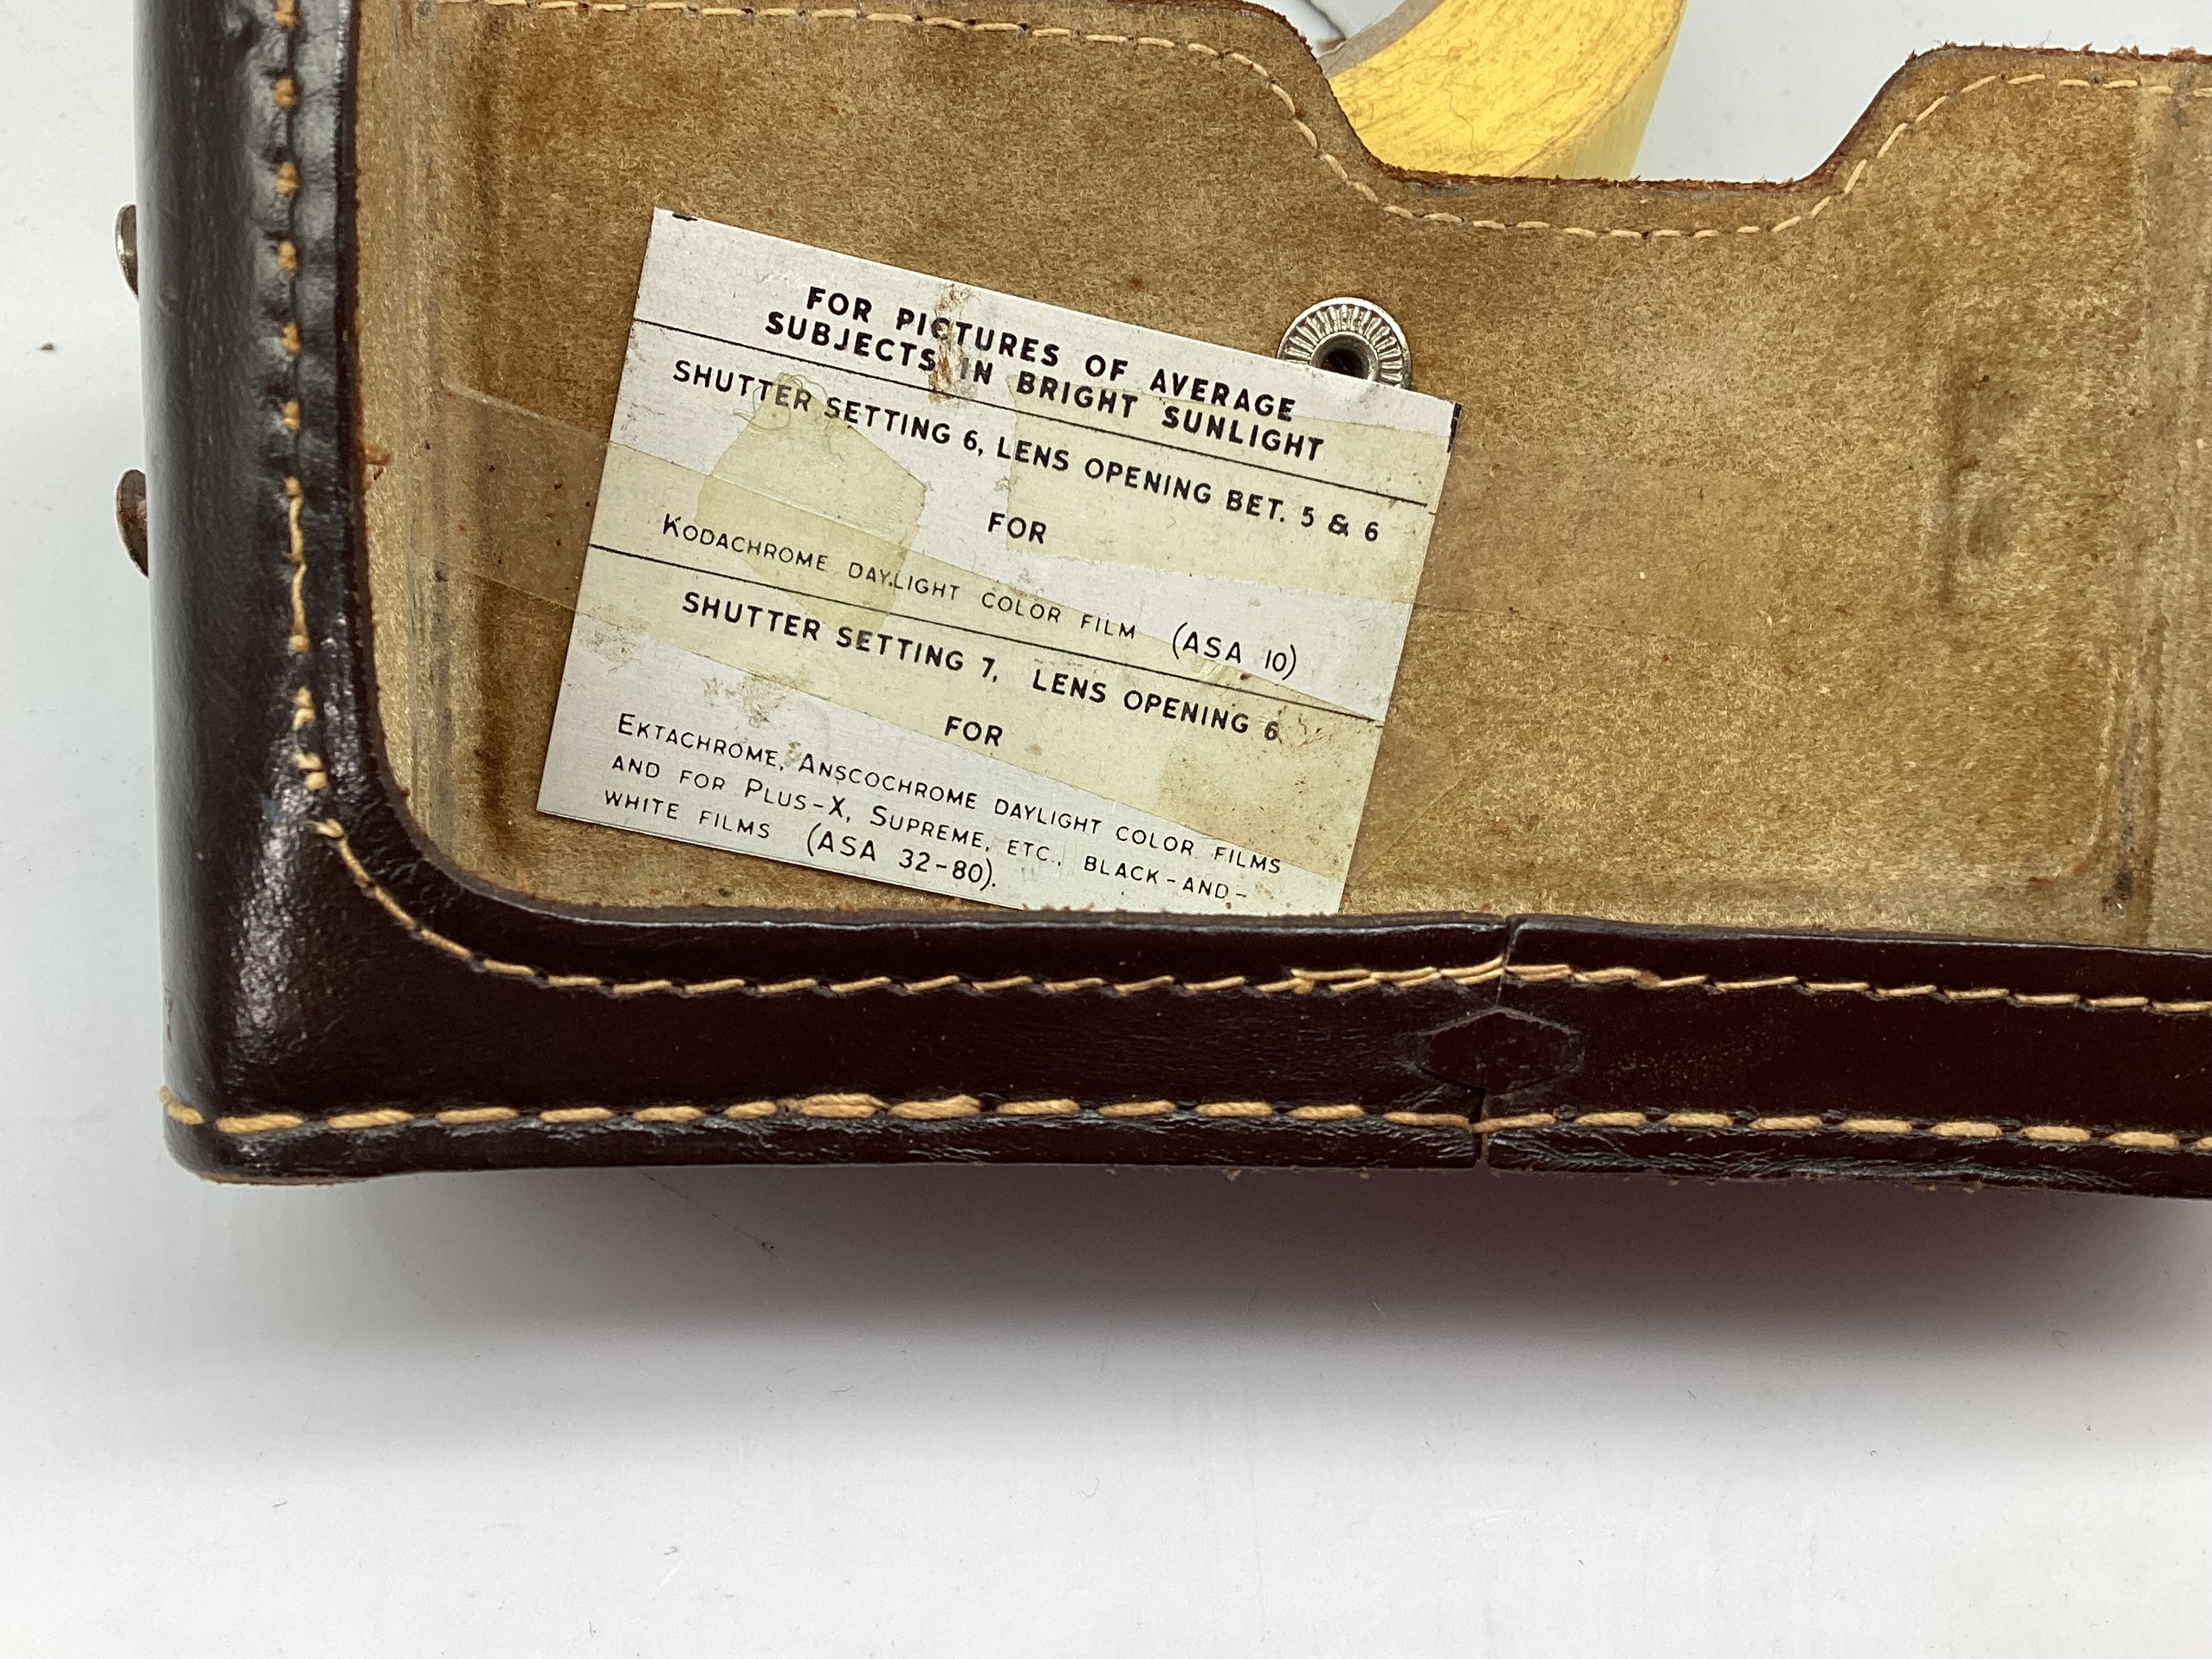 FOR PICTURES OF AVERAGE
SUBJECTS IN BRIGHT SUNLIGHT
SHUTTER SETTING 6, LENS OPENING BET. 5 & 6
FOR
KODACHROME DAYLIGHT COLOR FILM (ASA 10)
SHUTTER SETTING 7, LENS OPENING 6
FOR
EKTACHROME, ANSCOCHROME DAYLIGHT COLOR FILMS
AND FOR PLUS-X, SUPREME, ETC., BLACK-AND-
WHITE FILMS (ASA 32-80).